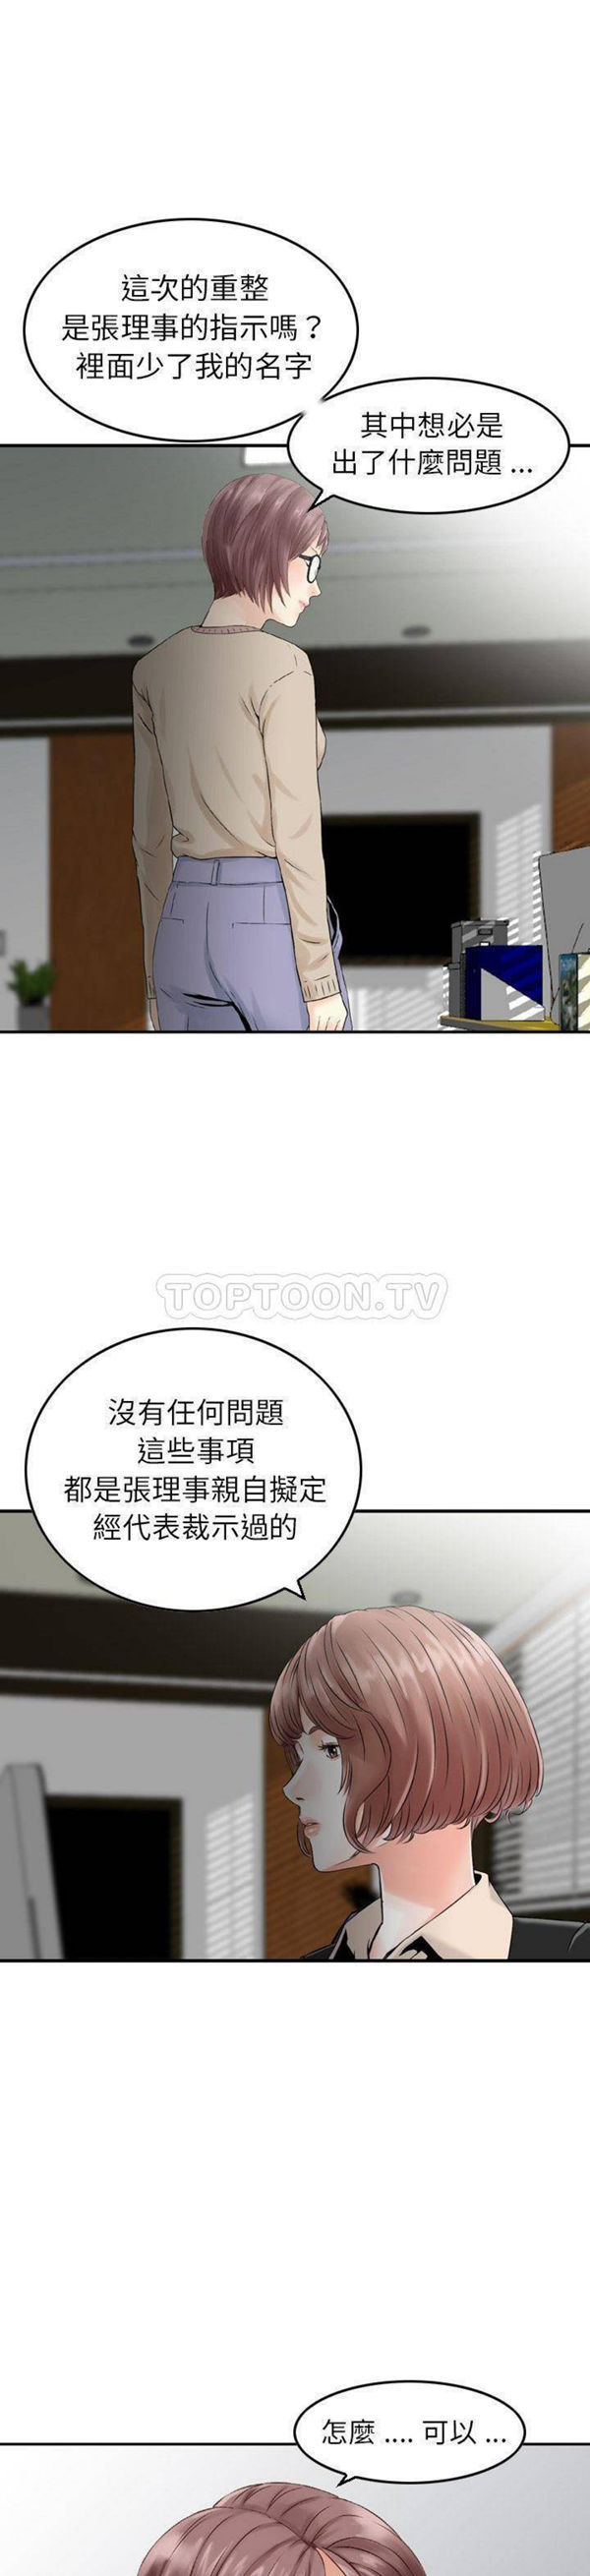 這次的重整
是張理事的指示嗎？
裡面少了我的名字
其中想必是
出了什麼問題...
TOPTOON.TV
沒有任何問題
這些事項
都是張理事親自擬定
經代表裁示過的
怎麼....可以...